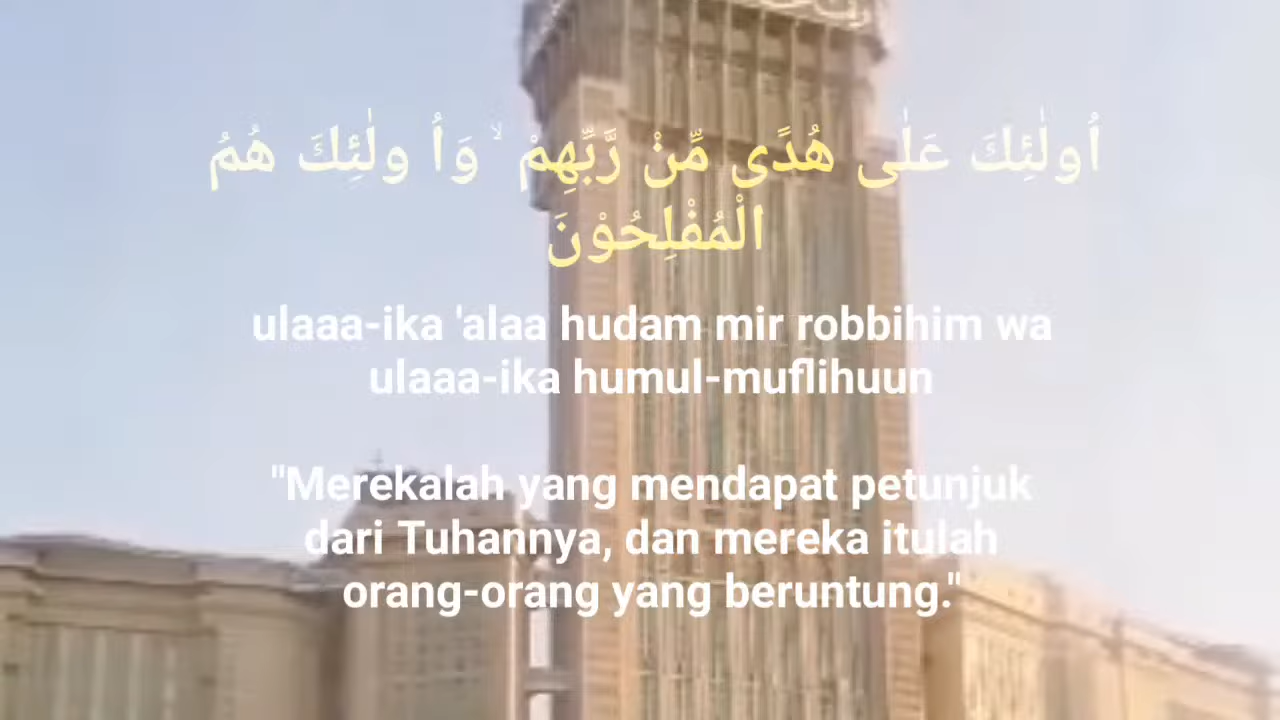 اُولٰٓئِكَ عَلٰى هُدًى مِّنْ رَّبِّهِمْ ۙ وَاُ ولٰٓئِكَ هُمُ
الْمُفْلِحُوْنَ
ulaaa-ika 'alaa hudam mir robbihim wa
ulaaa-ika humul-muflihuun
"Merekalah yang mendapat petunjuk
dari Tuhannya, dan mereka itulah
orang-orang yang beruntung."